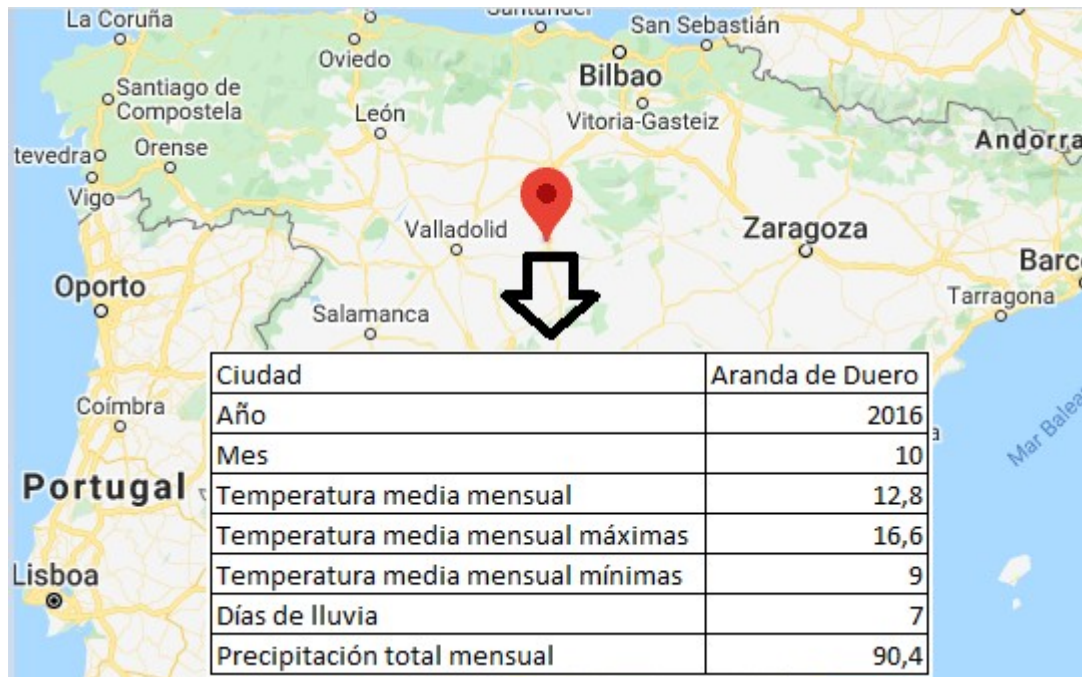 La Coruña
Santander
San Sebastián
Oviedo
Bilbao
Santiago de
Compostela
León
Vitoria-Gasteiz
Andorra
tevedra
Orense
Vigo
Valladolid
Zaragoza
Barc
Oporto
Tarragona
Salamanca
Ciudad Aranda de Duero
Año 2016
Coímbra
Mes 10
a
Mar Balea
Portugal
Temperatura media mensual 12,8
Temperatura media mensual máximas 16,6
Lisboa
Temperatura media mensual mínimas 9
Días de lluvia 7
Precipitación total mensual 90,4